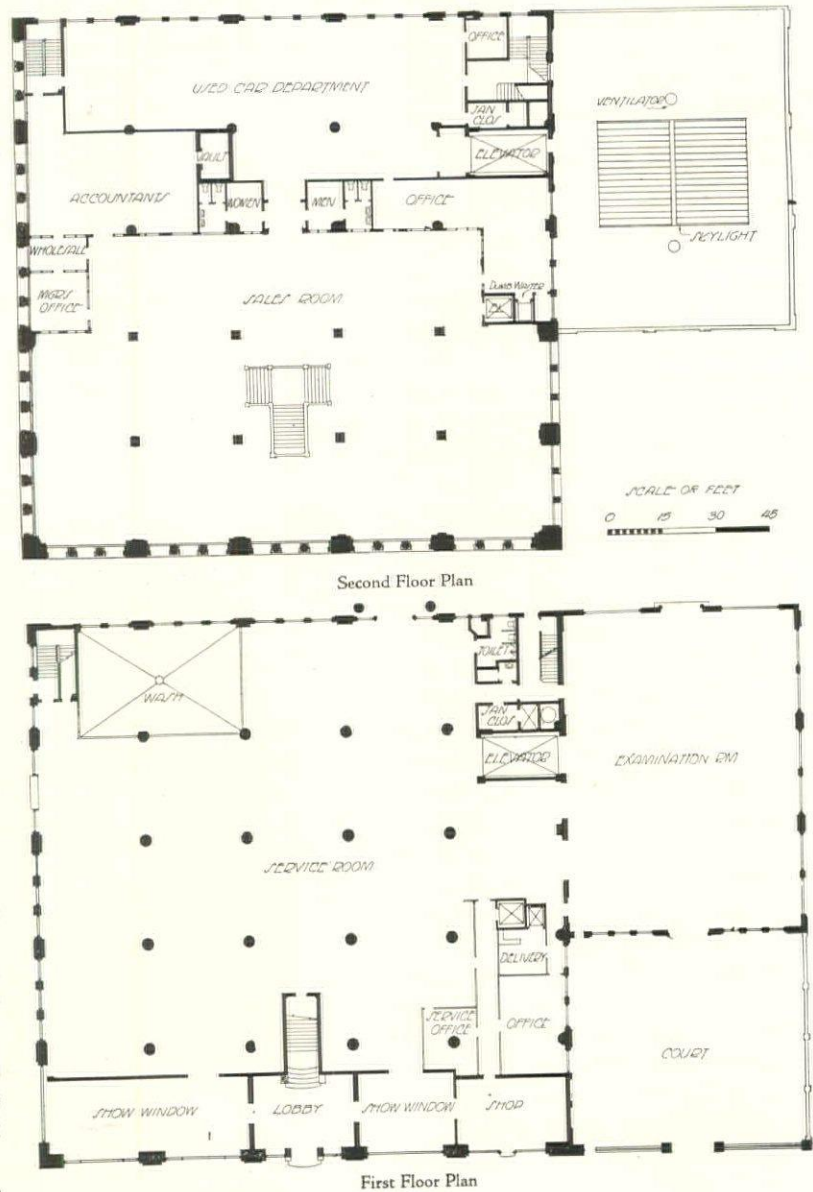 OFFICE
USED CAR DEPARTMENT
VENTILATOR
JAN
CLOS
VAULT
ELEVATOR
ACCOUNTANTS
WOMEN
MEN
OFFICE
SKYLIGHT
WHOLESALE
DUMB WAITER
MGRS
OFFICE
SALES ROOM
EL
SCALE OF FEET
0 15 30 45
Second Floor Plan
TOILET
WASH
JAN
CLOS
ELEVATOR
EXAMINATION RM
SERVICE ROOM
DELIVERY
SERVICE
OFFICE
OFFICE
COURT
SHOW WINDOW
LOBBY
SHOW WINDOW
SHOP
First Floor Plan